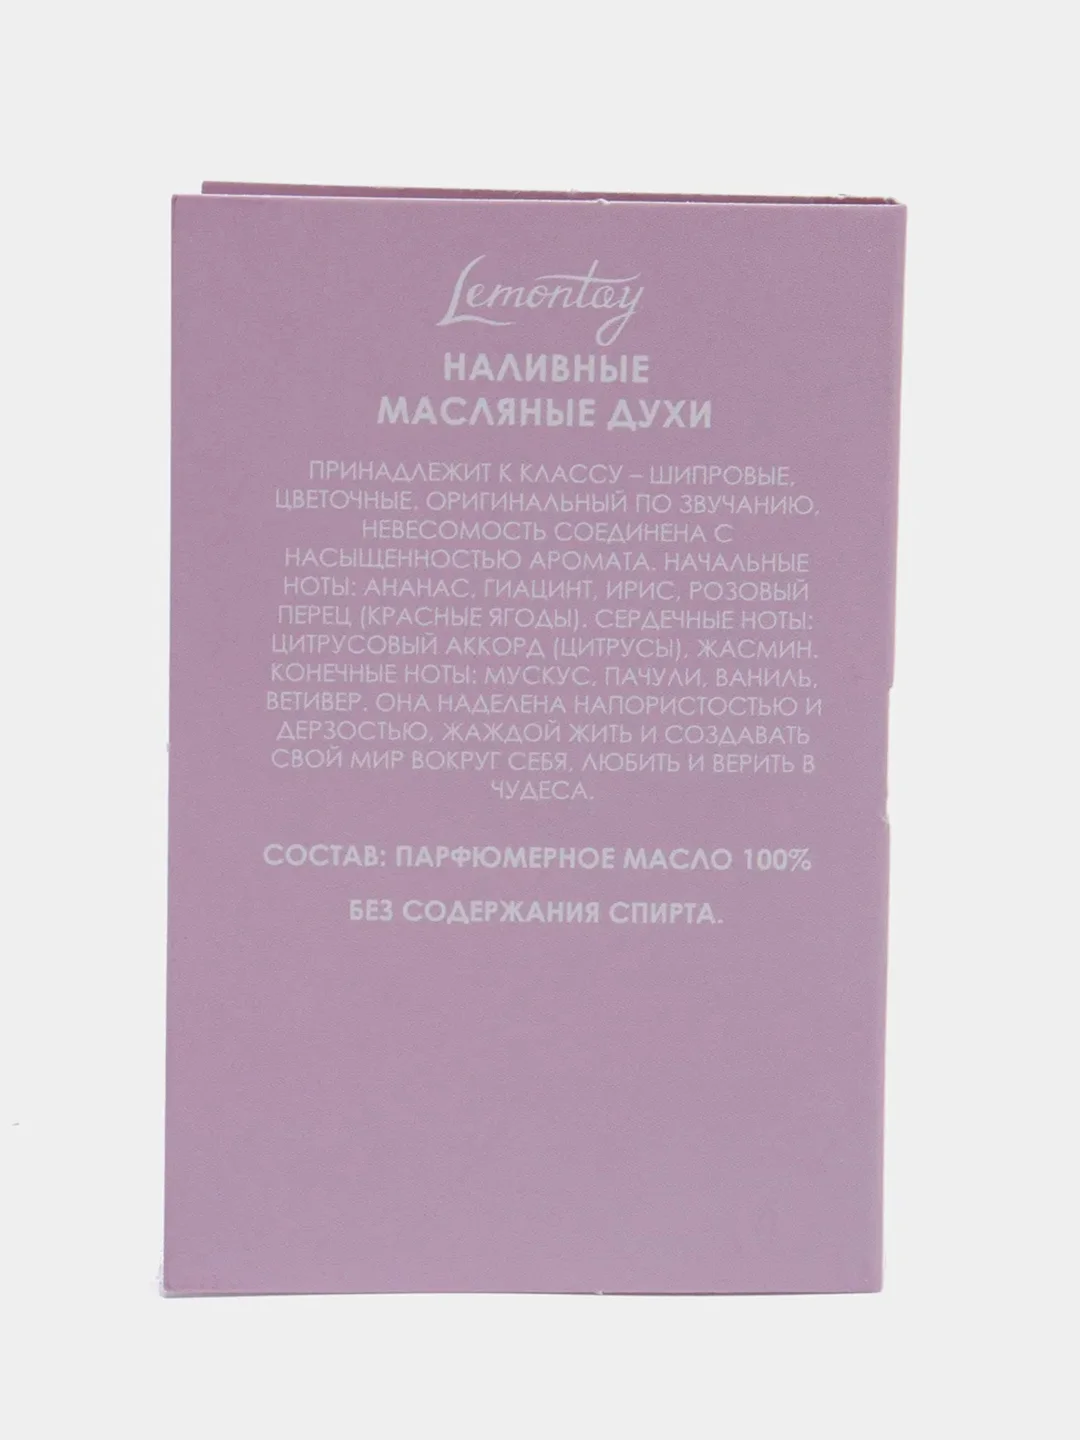 Lemontay
НАЛИВНЫЕ
МАСЛЯНЫЕ ДУХИ
ПРИНАДЛЕЖИТ К КЛАССУ – ШИПРОВЫЕ,
ЦВЕТОЧНЫЕ. ОРИГИНАЛЬНЫЙ ПО ЗВУЧАНИЮ,
НЕВЕСОМОСТЬ СОЕДИНЕНА С
НАСЫЩЕННОСТЬЮ АРОМАТА. НАЧАЛЬНЫЕ
НОТЫ: АНАНАС, ГИАЦИНТ, ИРИС, РОЗОВЫЙ
ПЕРЕЦ (КРАСНЫЕ ЯГОДЫ). СЕРДЕЧНЫЕ НОТЫ:
ЦИТРУСОВЫЙ АККОРД (ЦИТРУСЫ), ЖАСМИН.
КОНЕЧНЫЕ НОТЫ: МУСКУС, ПАЧУЛИ, ВАНИЛЬ,
ВЕТИВЕР. ОНА НАДЕЛЕНА НАПОРИСТОСТЬЮ И
ДЕРЗОСТЬЮ, ЖАЖДОЙ ЖИТЬ И СОЗДАВАТЬ
СВОЙ МИР ВОКРУГ СЕБЯ, ЛЮБИТЬ И ВЕРИТЬ В
ЧУДЕСА.
СОСТАВ: ПАРФЮМЕРНОЕ МАСЛО 100%
БЕЗ СОДЕРЖАНИЯ СПИРТА.